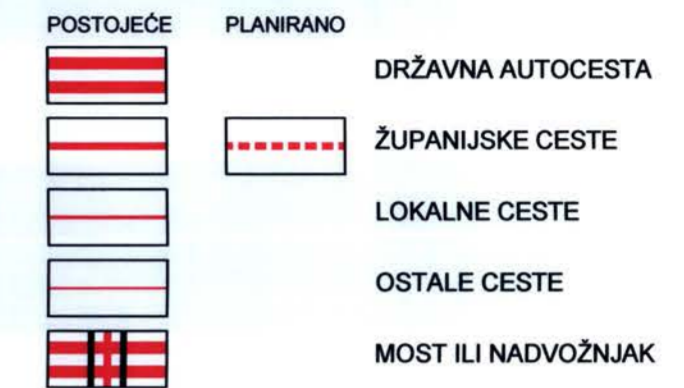 POSTOJEĆE PLANIRANO
DRŽAVNA AUTOCESTA
ŽUPANIJSKE CESTE
LOKALNE CESTE
OSTALE CESTE
MOST ILI NADVOŽNJAK